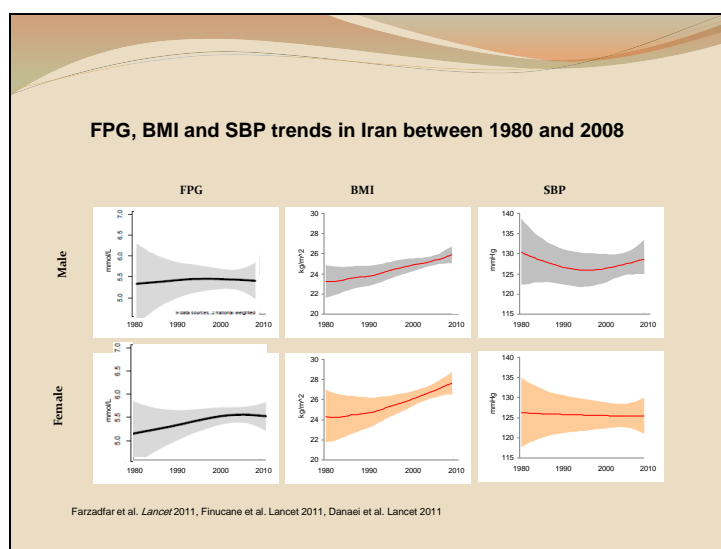 FPG, BMI and SBP trends in Iran between 1980 and 2008
FPG BMI SBP
Male
mmol/L
7.0
6.5
6.0
5.5
5.0
1980 1990 2000 2010
kg/m^2
30
28
26
24
22
20
1980 1990 2000 2010
mmHg
140
135
130
125
120
115
1980 1990 2000 2010
data sources, national weighted
Female
mmol/L
7.0
6.5
6.0
5.5
5.0
1980 1990 2000 2010
kg/m^2
30
28
26
24
22
20
1980 1990 2000 2010
mmHg
140
135
130
125
120
115
1980 1990 2000 2010
Farzadfar et al. Lancet 2011, Finucane et al. Lancet 2011, Danaei et al. Lancet 2011